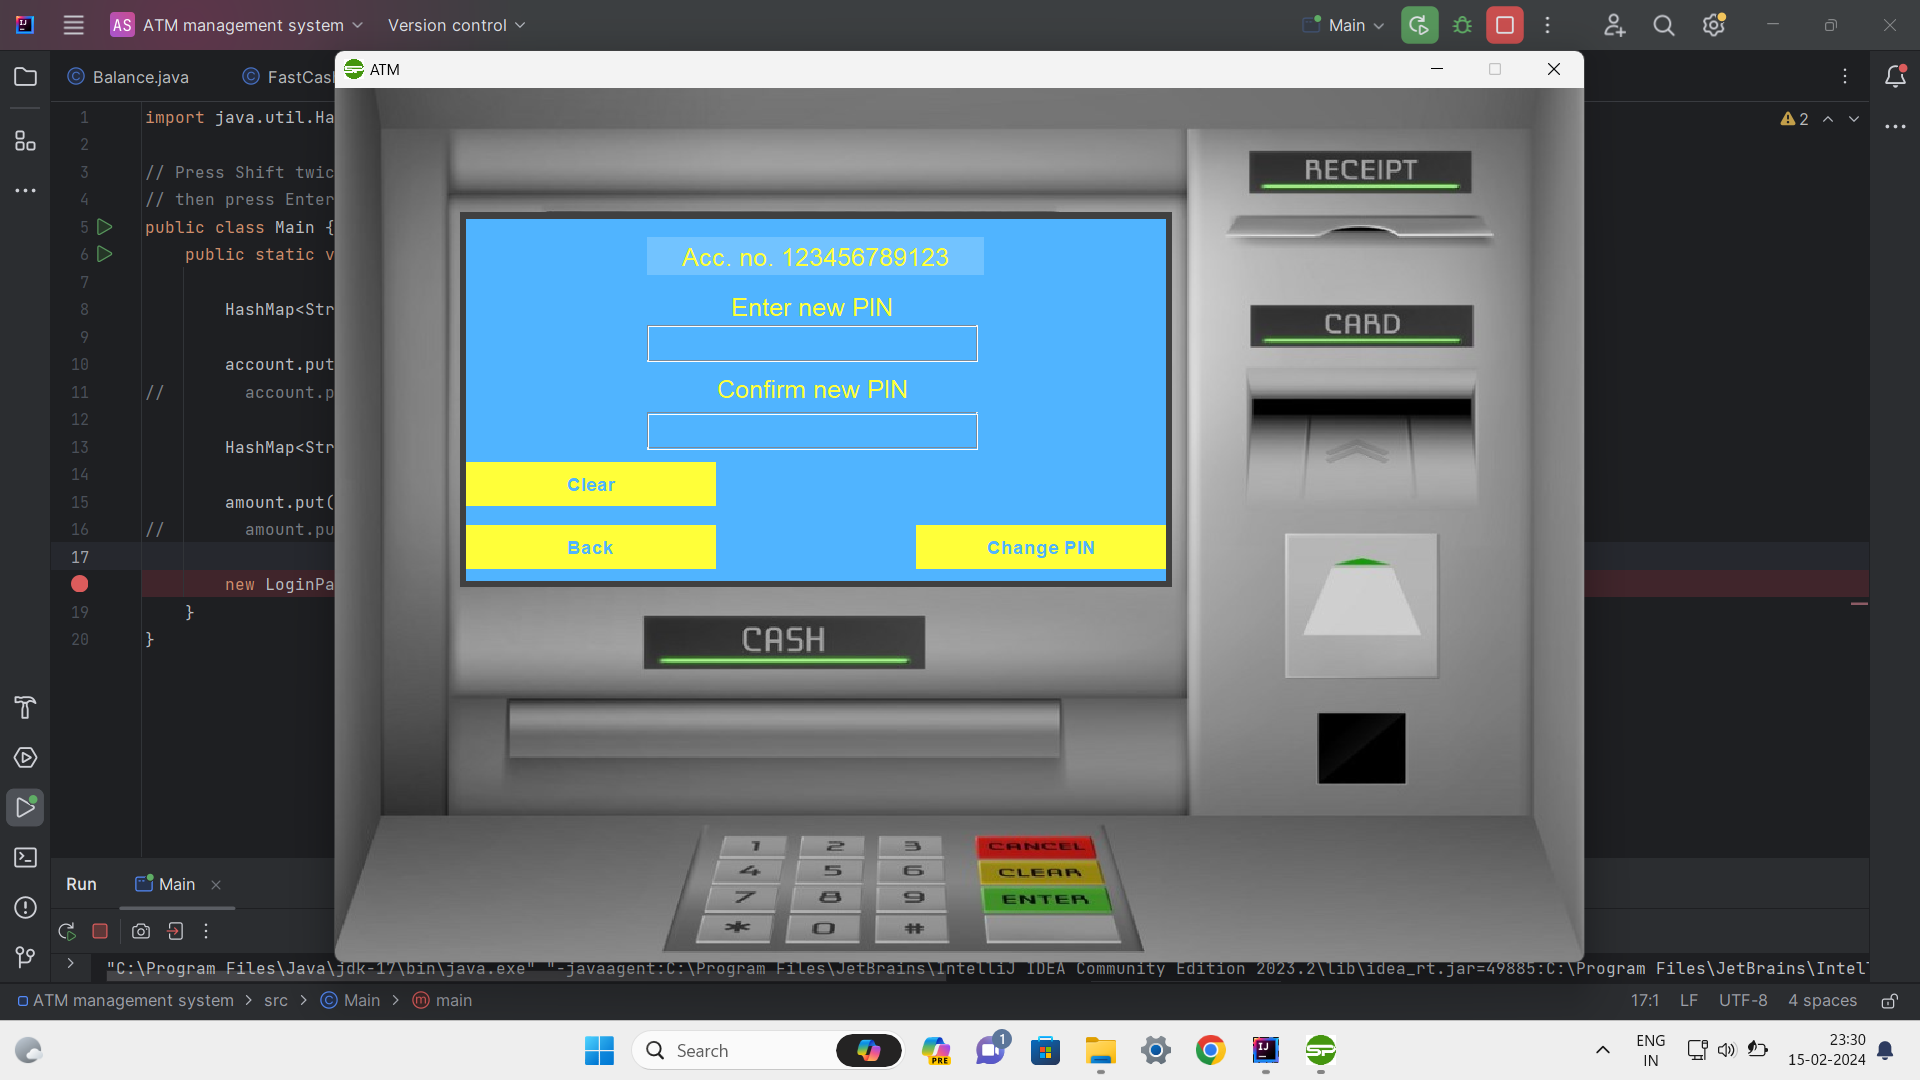 AS ATM management system Version control Main
Balance.java FastCas
ATM
1 import java.util.Ha
2
3 // Press Shift twic
4 // then press Enter
5 public class Main {
6 public static v
7
8 HashMap<Str
9
10 account.put
11 // account.p
12
13 HashMap<Str
14
15 amount.put(
16 // amount.pu
17
new LoginPa
19 }
20 }
2
Acc. no. 123456789123
Enter new PIN
Confirm new PIN
Clear
Back
Change PIN
RECEIPT
CARD
CASH
1 2 3 CANCEL
4 5 6 CLEAR
7 8 9 ENTER
* 0 #
Run Main
"C:\Program Files\Java\jdk-17\bin\java.exe" "-javaagent:C:\Program Files\JetBrains\IntelliJ IDEA Community Edition 2023.2\lib\idea_rt.jar=49885:C:\Program Files\JetBrains\Intel
ATM management system > src > Main > main
17:1 LF UTF-8 4 spaces
Search
PRE
1
IJ
SP
ENG
IN
23:30
15-02-2024